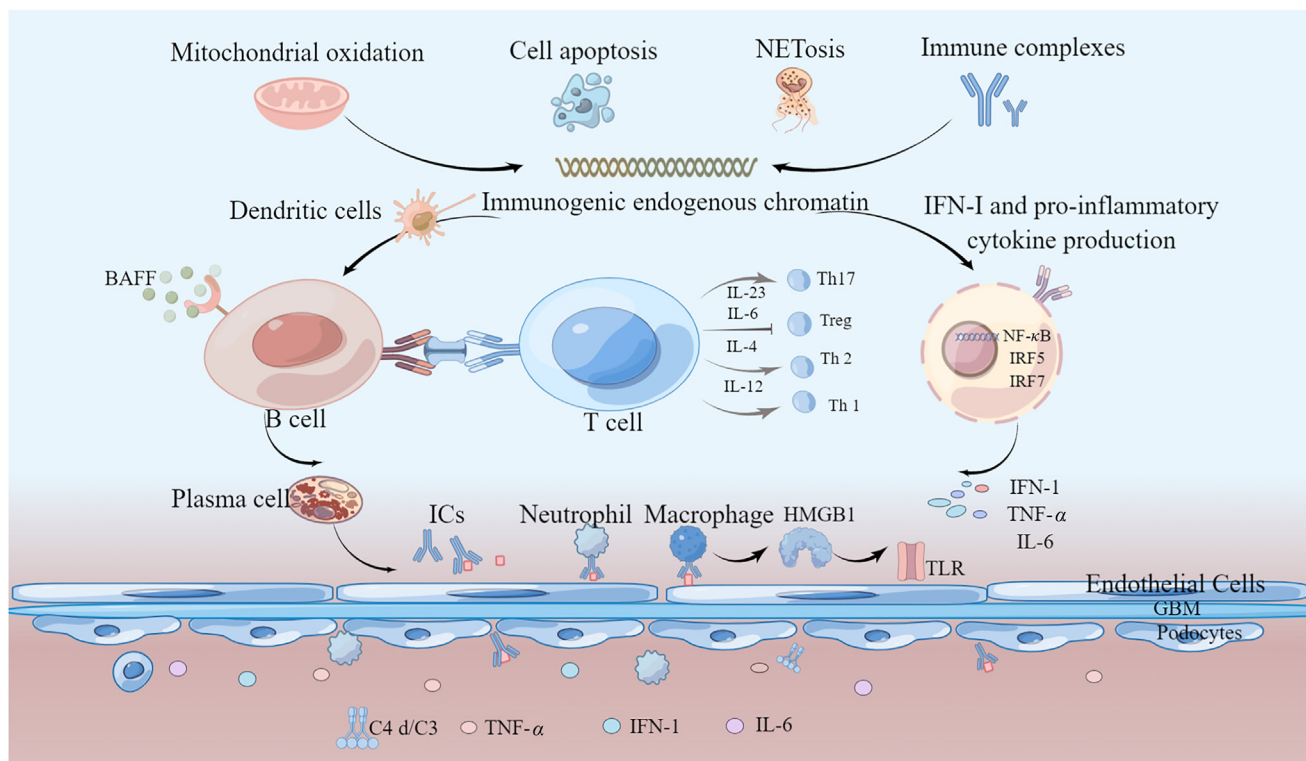 Mitochondrial oxidation
Cell apoptosis
NETosis
Immune complexes
Immunogenic endogenous chromatin
Dendritic cells
IFN-I and pro-inflammatory
cytokine production
BAFF
IL-23
IL-6
IL-4
IL-12
Th17
Treg
Th 2
Th 1
NF-κB
IRF5
IRF7
B cell
T cell
Plasma cell
ICs
Neutrophil
Macrophage
HMGB1
TLR
IFN-1
TNF-α
IL-6
Endothelial Cells
GBM
Podocytes
C4 d/C3
TNF-α
IFN-1
IL-6